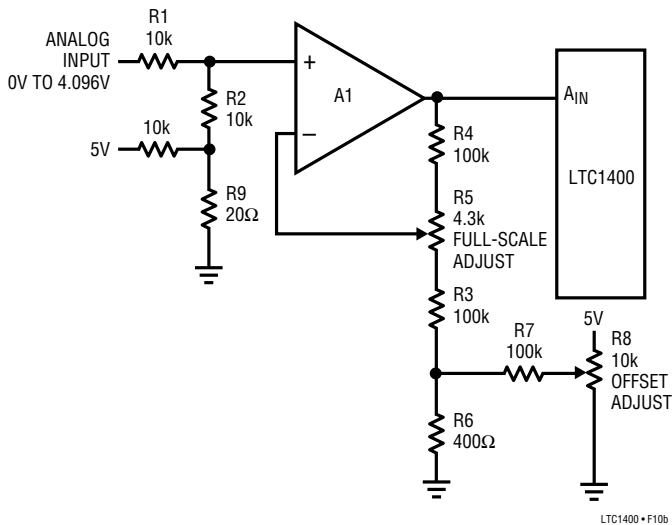 R1
10k
ANALOG
INPUT
0V TO 4.096V
R2
10k
5V
10k
R9
20Ω
+
–
A1
R4
100k
R5
4.3k
FULL-SCALE
ADJUST
R3
100k
AIN
LTC1400
R7
100k
5V
R8
10k
OFFSET
ADJUST
R6
400Ω
LTC1400 • F10b